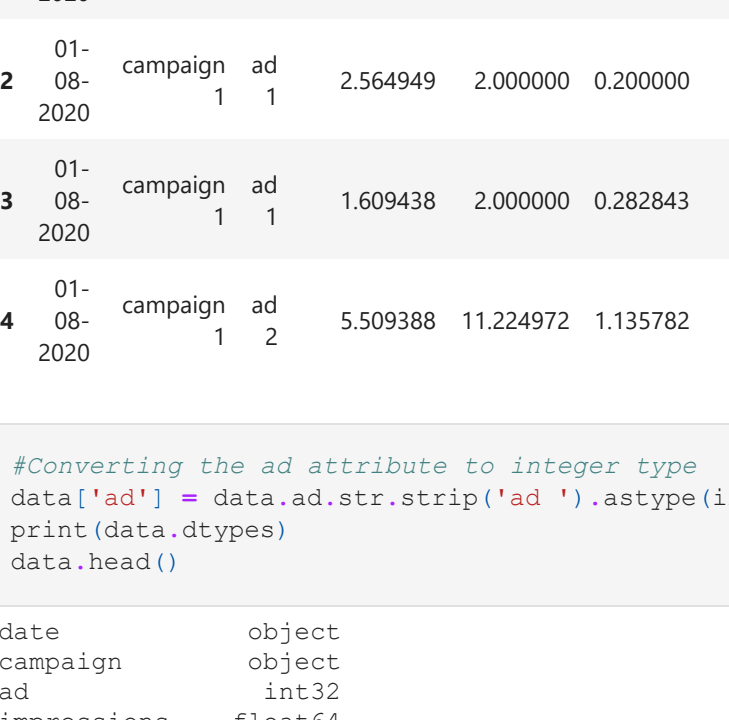 2020
01-
2 08- campaign ad 2.564949 2.000000 0.200000
1 1
2020
01-
3 08- campaign ad 1.609438 2.000000 0.282843
1 1
2020
01-
4 08- campaign ad 5.509388 11.224972 1.135782
1 2
2020
#Converting the ad attribute to integer type
data['ad'] = data.ad.str.strip('ad ').astype(i
print(data.dtypes)
data.head()
date object
campaign object
ad int32
impressions float64